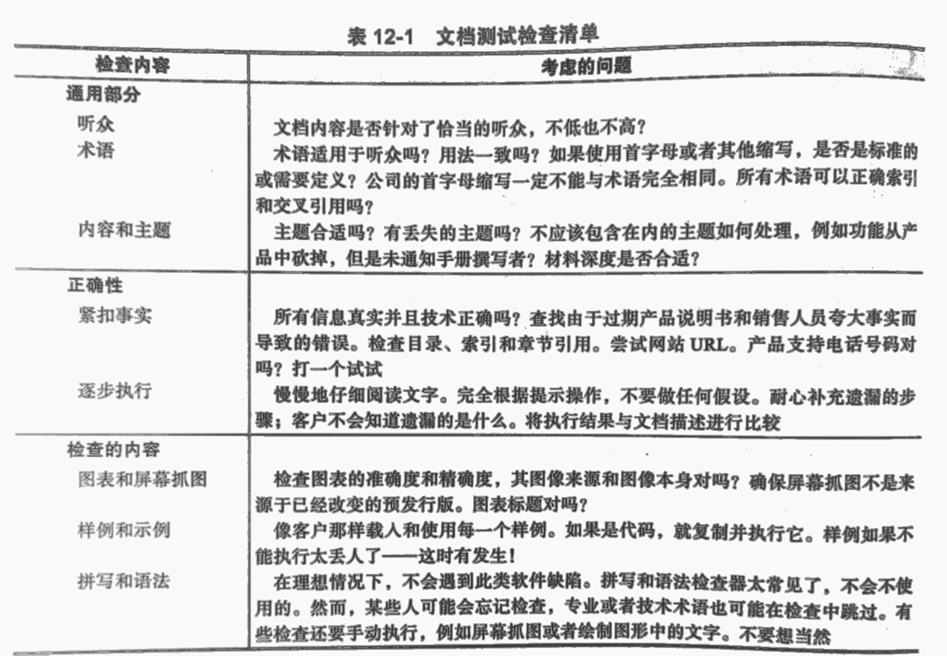 表 12-1 文档测试检查清单
检查内容 考虑的问题
通用部分
听众 文档内容是否针对了恰当的听众，不低也不高？
术语 术语适用于听众吗？用法一致吗？如果使用首字母或者其他缩写，是否是标准的
或需要定义？公司的首字母缩写一定不能与术语完全相同。所有术语可以正确索引
和交叉引用吗？
内容和主题 主题合适吗？有丢失的主题吗？不应该包含在内的主题如何处理，例如功能从产
品中砍掉，但是未通知手册撰写者？材料深度是否合适？
正确性
紧扣事实 所有信息真实并且技术正确吗？查找由于过期产品说明书和销售人员夸大事实而
导致的错误。检查目录、索引和章节引用。尝试网站 URL。产品支持电话号码对
吗？打一个试试
逐步执行 慢慢地仔细阅读文字。完全根据提示操作，不要做任何假设。耐心补充遗漏的步
骤；客户不会知道遗漏的是什么。将执行结果与文档描述进行比较
检查的内容
图表和屏幕抓图 检查图表的准确度和精确度，其图像来源和图像本身对吗？确保屏幕抓图不是来
源于已经改变的预发行版。图表标题对吗？
样例和示例 像客户那样载入和使用每一个样例。如果是代码，就复制并执行它。样例如果不
能执行太丢人了——这时有发生！
拼写和语法 在理想情况下，不会遇到此类软件缺陷。拼写和语法检查器太常见了，不会不使
用的。然而，某些人可能会忘记检查，专业或者技术术语也可能在检查中跳过。有
些检查还要手动执行，例如屏幕抓图或者绘制图形中的文字。不要想当然